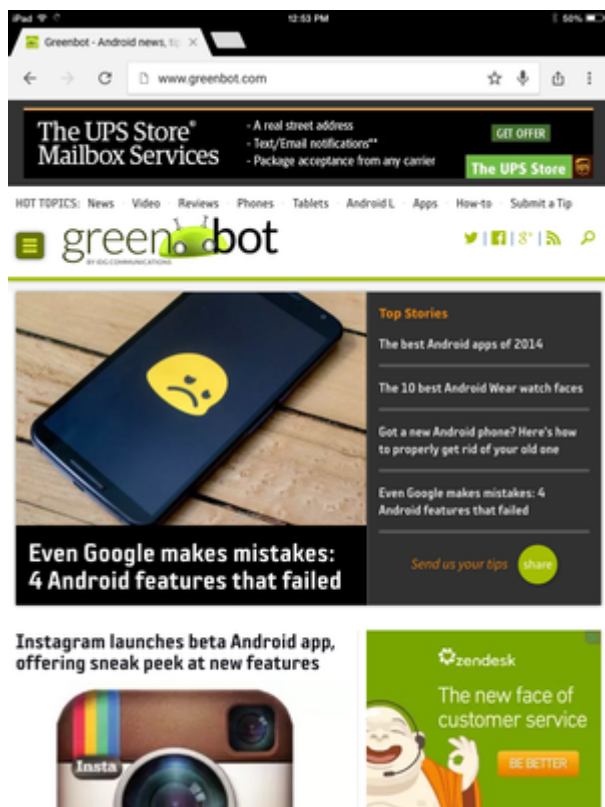 iPad
12:53 PM
50%
Greenbot - Android news, ti
www.greenbot.com
The UPS Store®
Mailbox Services
- A real street address
- Text/Email notifications**
- Package acceptance from any carrier
GET OFFER
The UPS Store
HOT TOPICS: News Video Reviews Phones Tablets Android L Apps How-to Submit a Tip
greenbot
BY IDG COMMUNICATIONS
Top Stories
The best Android apps of 2014
The 10 best Android Wear watch faces
Got a new Android phone? Here's how
to properly get rid of your old one
Even Google makes mistakes: 4
Android features that failed
Send us your tips
share
Even Google makes mistakes:
4 Android features that failed
Instagram launches beta Android app,
offering sneak peek at new features
Insta
zendesk
The new face of
customer service
BE BETTER